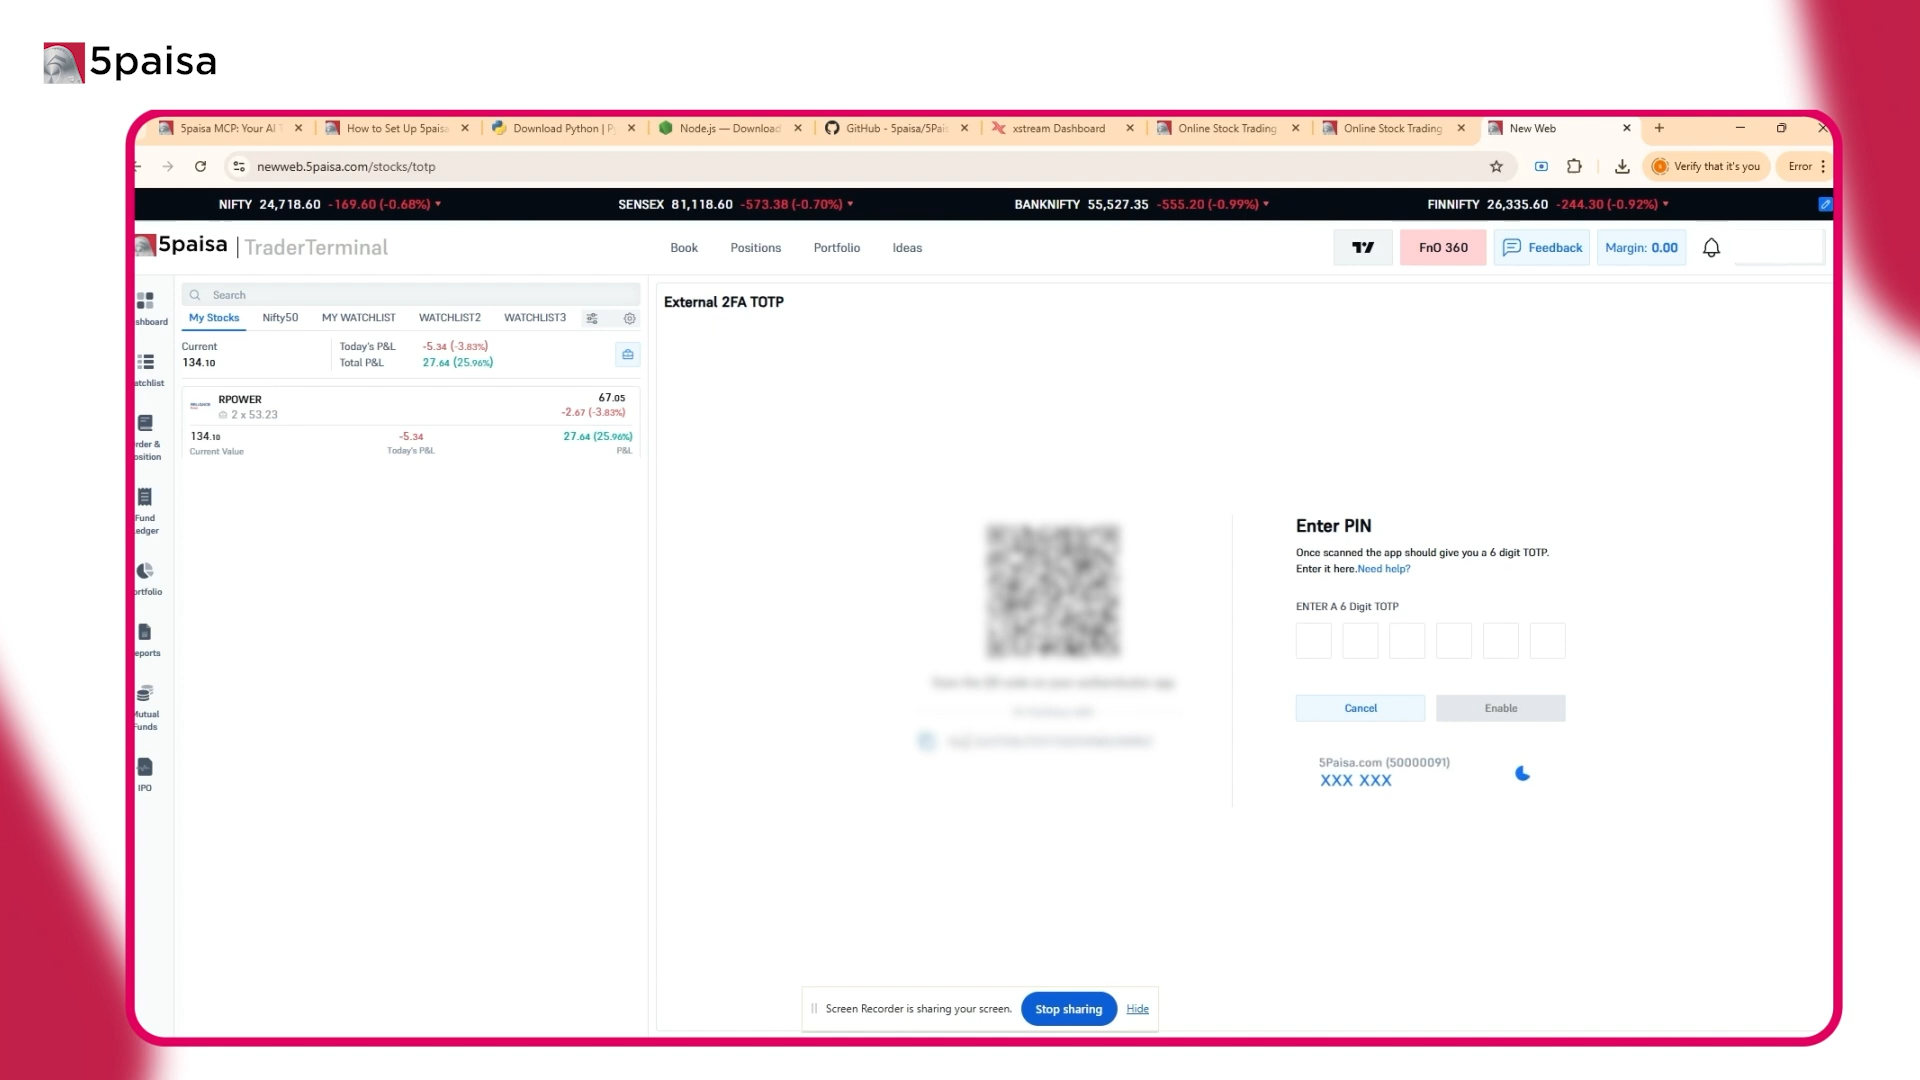 5paisa
5paisa MCP: Your AI T
How to Set Up 5paisa
Download Python | P
Node.js — Download
GitHub - 5paisa/5Pai
xstream Dashboard
Online Stock Trading
Online Stock Trading
New Web
newweb.5paisa.com/stocks/totp
Verify that it's you
Error
NIFTY 24,718.60 -169.60 (-0.68%)
SENSEX 81,118.60 -573.38 (-0.70%)
BANKNIFTY 55,527.35 -555.20 (-0.99%)
FINNIFTY 26,335.60 -244.30 (-0.92%)
5paisa | TraderTerminal
Book
Positions
Portfolio
Ideas
FnO 360
Feedback
Margin: 0.00
shboard
atchlist
rder &
osition
Fund
edger
ortfolio
eports
Mutual
Funds
IPO
Search
My Stocks
Nifty50
MY WATCHLIST
WATCHLIST2
WATCHLIST3
Current
134.10
Today's P&L -5.34 (-3.83%)
Total P&L 27.64 (25.96%)
RPOWER 67.05
2 x 53.23 -2.67 (-3.83%)
134.10 -5.34 27.64 (25.96%)
Current Value Today's P&L P&L
External 2FA TOTP
Enter PIN
Once scanned the app should give you a 6 digit TOTP.
Enter it here.Need help?
ENTER A 6 Digit TOTP
Cancel
Enable
5Paisa.com (50000091)
XXX XXX
Screen Recorder is sharing your screen.
Stop sharing
Hide